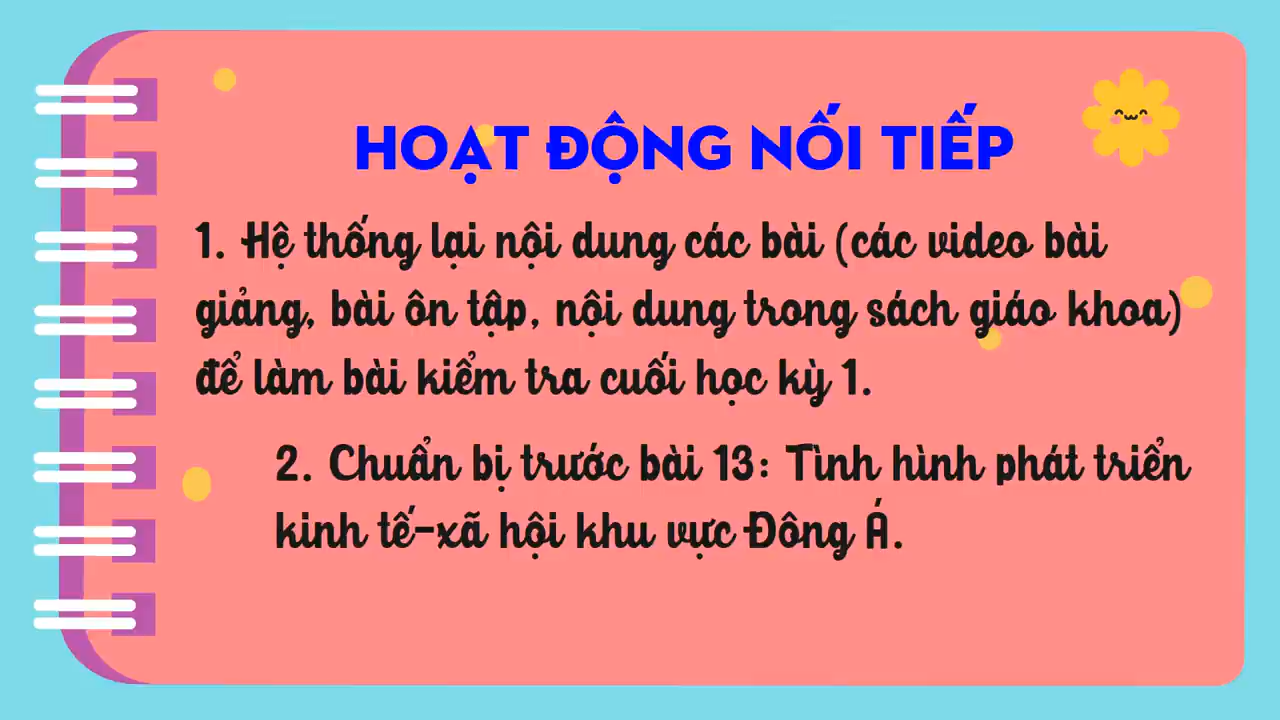 HOẠT ĐỘNG NỐI TIẾP
1. Hệ thống lại nội dung các bài (các video bài
giảng, bài ôn tập, nội dung trong sách giáo khoa)
để làm bài kiểm tra cuối học kỳ 1.
2. Chuẩn bị trước bài 13: Tình hình phát triển
kinh tế-xã hội khu vực Đông Á.